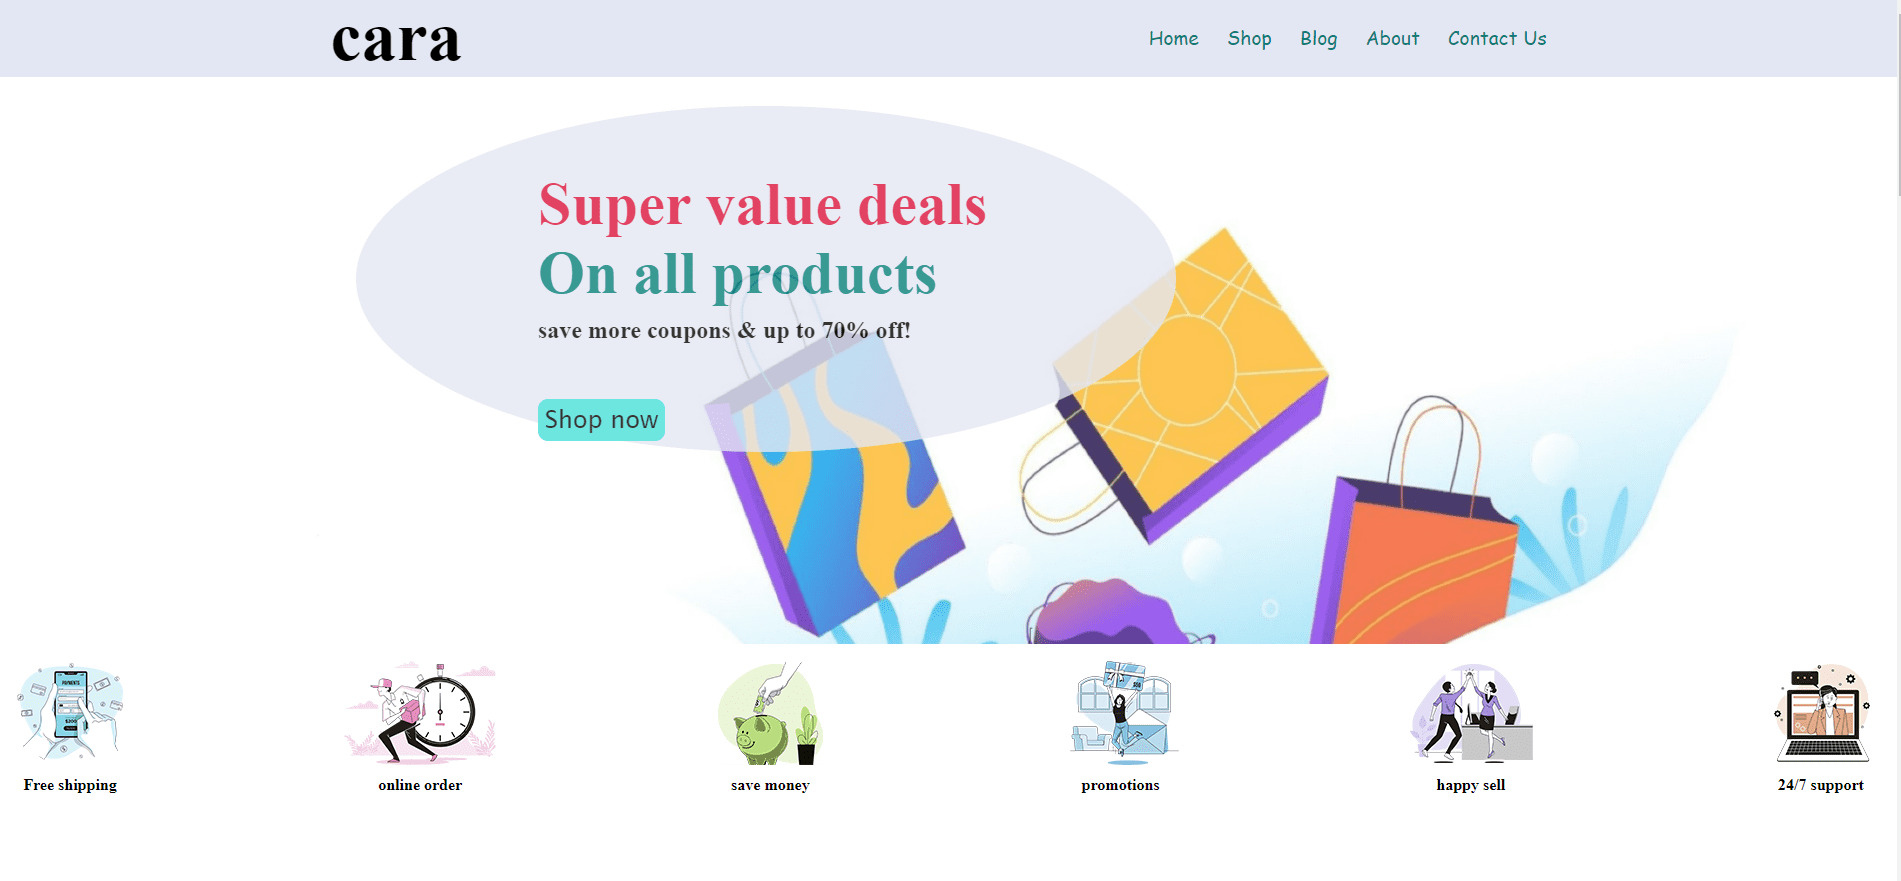 cara
Home Shop Blog About Contact Us
Super value deals
On all products
save more coupons & up to 70% off!
Shop now
PAYMENTS
$200
Free shipping
online order
save money
promotions
happy sell
24/7 support